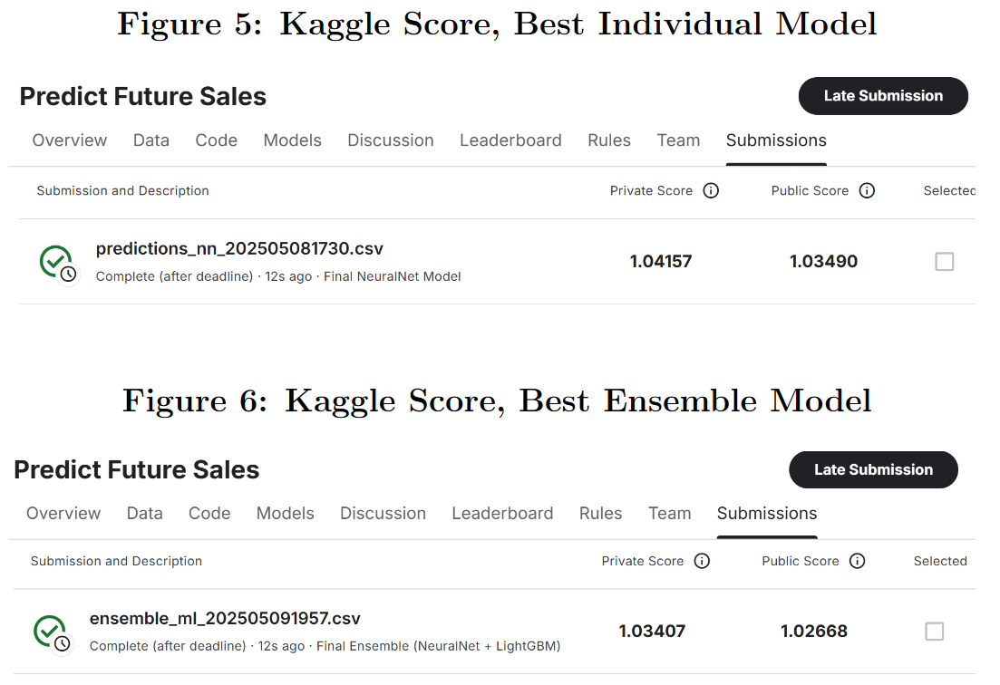 Figure 5: Kaggle Score, Best Individual Model
Predict Future Sales
Late Submission
Overview Data Code Models Discussion Leaderboard Rules Team Submissions
Submission and Description Private Score Public Score Selected
predictions_nn_202505081730.csv
1.04157 1.03490
Complete (after deadline) · 12s ago · Final NeuralNet Model
Figure 6: Kaggle Score, Best Ensemble Model
Predict Future Sales
Late Submission
Overview Data Code Models Discussion Leaderboard Rules Team Submissions
Submission and Description Private Score Public Score Selected
ensemble_ml_202505091957.csv
1.03407 1.02668
Complete (after deadline) · 12s ago · Final Ensemble (NeuralNet + LightGBM)